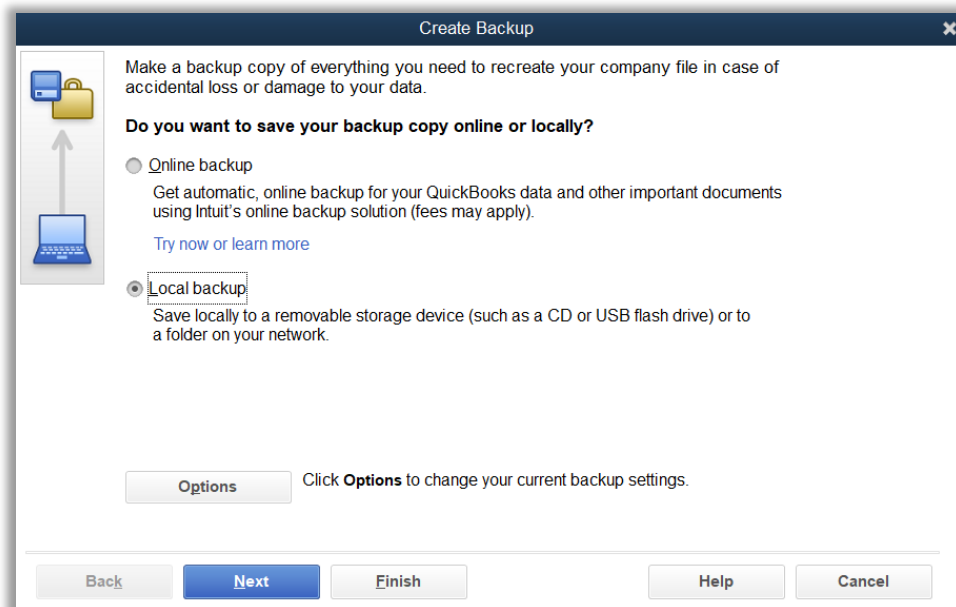 Create Backup
Make a backup copy of everything you need to recreate your company file in case of
accidental loss or damage to your data.
Do you want to save your backup copy online or locally?
Online backup
Get automatic, online backup for your QuickBooks data and other important documents
using Intuit's online backup solution (fees may apply).
Try now or learn more
Local backup
Save locally to a removable storage device (such as a CD or USB flash drive) or to
a folder on your network.
Options
Click Options to change your current backup settings.
Back
Next
Finish
Help
Cancel